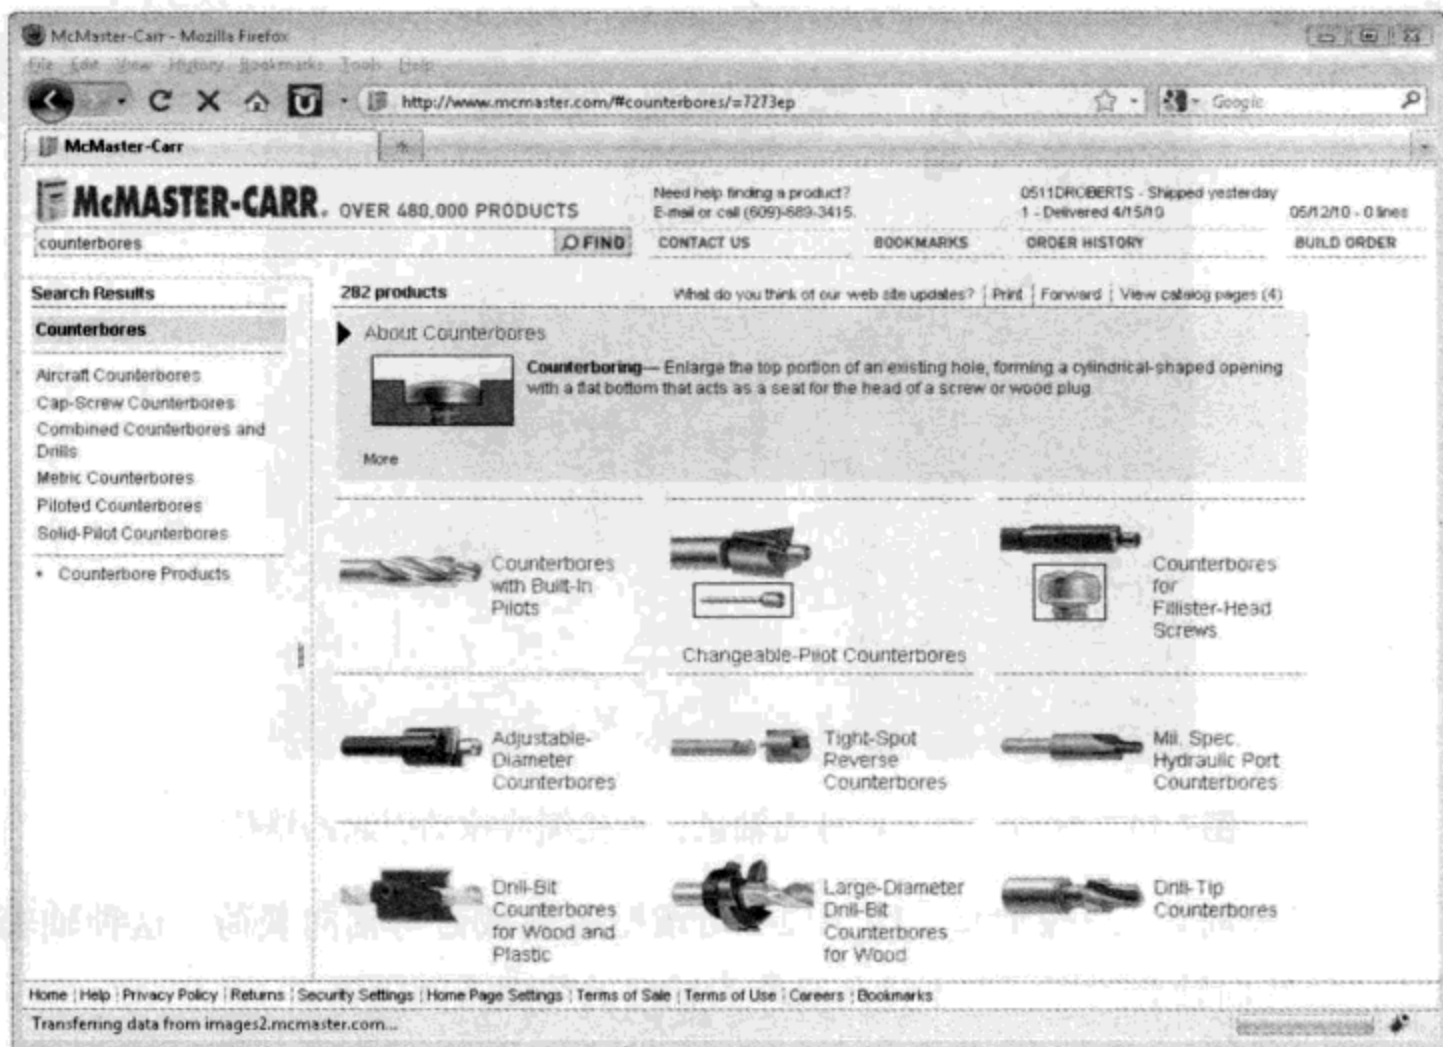 McMaster-Carr - Mozilla Firefox
File Edit View History Bookmarks Tools Help
http://www.mcmaster.com/#counterbores/=7273ep
Google
McMaster-Carr
McMASTER-CARR. OVER 480,000 PRODUCTS
Need help finding a product?
E-mail or call (609)-689-3415.
0511DROBERTS - Shipped yesterday
1 - Delivered 4/15/10
05/12/10 - 0 lines
counterbores
FIND
CONTACT US
BOOKMARKS
ORDER HISTORY
BUILD ORDER
Search Results
Counterbores
Aircraft Counterbores
Cap-Screw Counterbores
Combined Counterbores and
Drills
Metric Counterbores
Piloted Counterbores
Solid-Pilot Counterbores
• Counterbore Products
282 products
What do you think of our web site updates? | Print | Forward | View catalog pages (4)
About Counterbores
Counterboring— Enlarge the top portion of an existing hole, forming a cylindrical-shaped opening
with a flat bottom that acts as a seat for the head of a screw or wood plug.
More
Counterbores
with Built-In
Pilots
Changeable-Pilot Counterbores
Counterbores
for
Fillister-Head
Screws
Adjustable-
Diameter
Counterbores
Tight-Spot
Reverse
Counterbores
Mil. Spec.
Hydraulic Port
Counterbores
Drill-Bit
Counterbores
for Wood and
Plastic
Large-Diameter
Drill-Bit
Counterbores
for Wood
Drill-Tip
Counterbores
Home | Help | Privacy Policy | Returns | Security Settings | Home Page Settings | Terms of Sale | Terms of Use | Careers | Bookmarks
Transferring data from images2.mcmaster.com...